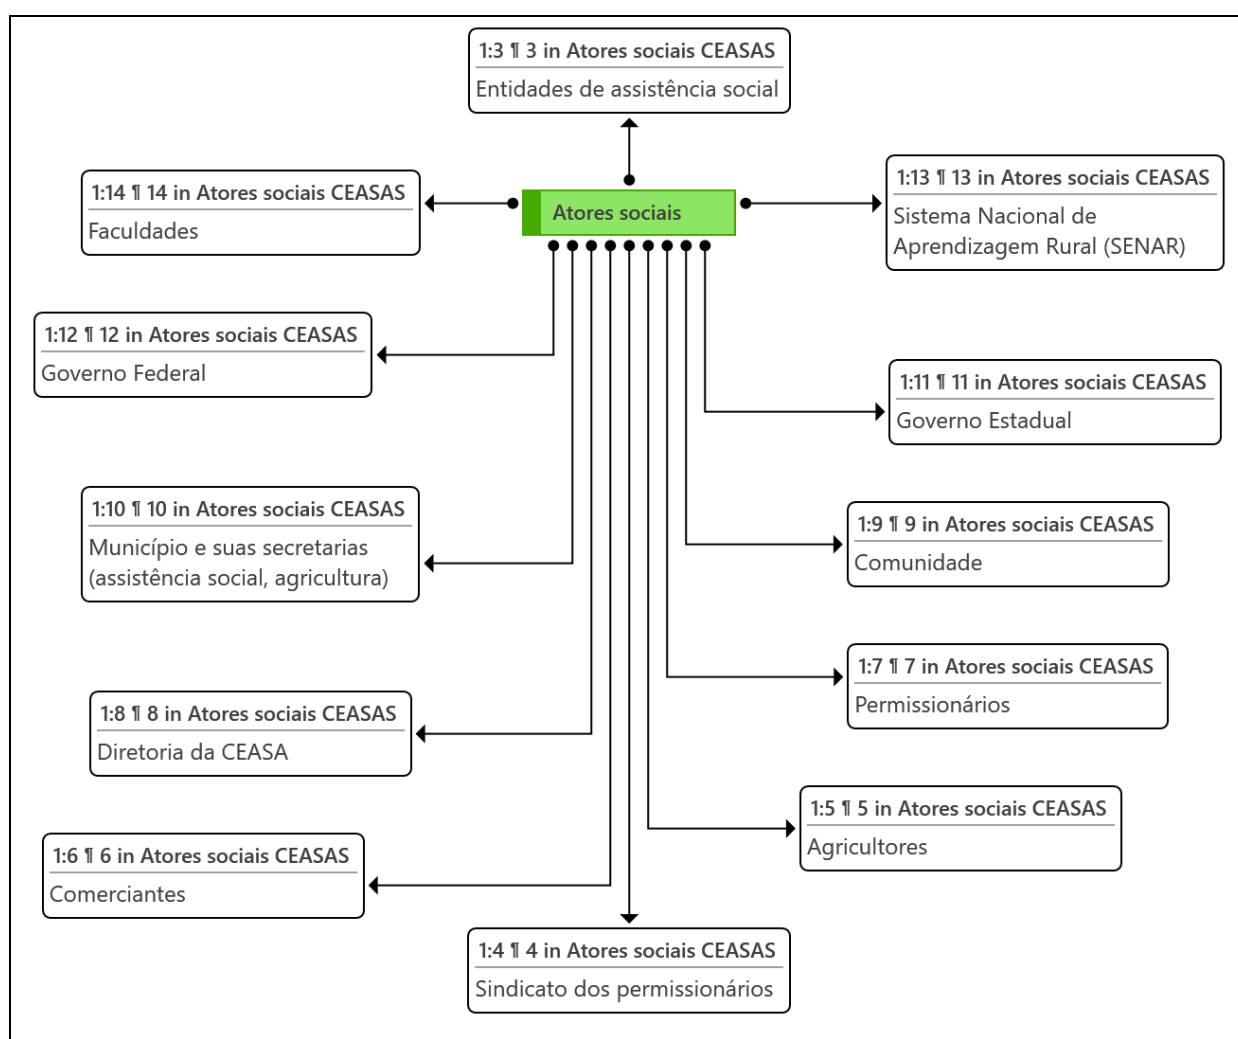 1:3 ¶ 3 in Atores sociais CEASAS
Entidades de assistência social
1:14 ¶ 14 in Atores sociais CEASAS
Faculdades
Atores sociais
1:13 ¶ 13 in Atores sociais CEASAS
Sistema Nacional de
Aprendizagem Rural (SENAR)
1:12 ¶ 12 in Atores sociais CEASAS
Governo Federal
1:11 ¶ 11 in Atores sociais CEASAS
Governo Estadual
1:10 ¶ 10 in Atores sociais CEASAS
Município e suas secretarias
(assistência social, agricultura)
1:9 ¶ 9 in Atores sociais CEASAS
Comunidade
1:7 ¶ 7 in Atores sociais CEASAS
Permissionários
1:8 ¶ 8 in Atores sociais CEASAS
Diretoria da CEASA
1:5 ¶ 5 in Atores sociais CEASAS
Agricultores
1:6 ¶ 6 in Atores sociais CEASAS
Comerciantes
1:4 ¶ 4 in Atores sociais CEASAS
Sindicato dos permissionários